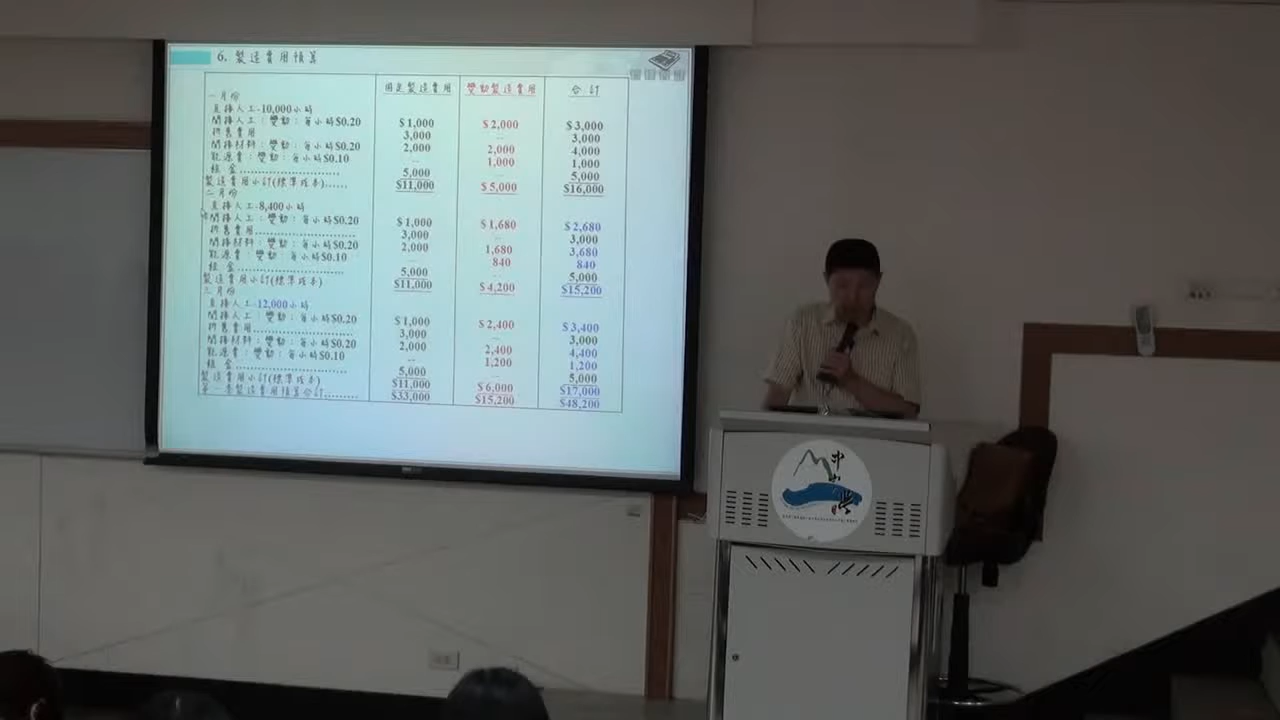 6. 製造費用預算
固定製造費用 變動製造費用 合計
一月份
直接人工-10,000小時
間接人工：變動：每小時$0.20 $1,000 $2,000 $3,000
折舊費用 3,000 -- 3,000
間接材料：變動：每小時$0.20 2,000 2,000 4,000
能源費：變動：每小時$0.10 -- 1,000 1,000
租金........................ 5,000 -- 5,000
製造費用小計(標準成本)...... $11,000 $5,000 $16,000
二月份
直接人工-8,400小時
間接人工：變動：每小時$0.20 $1,000 $1,680 $2,680
折舊費用........................ 3,000 -- 3,000
間接材料：變動：每小時$0.20 2,000 1,680 3,680
能源費：變動：每小時$0.10 -- 840 840
租金........................ 5,000 -- 5,000
製造費用小計(標準成本) $11,000 $4,200 $15,200
三月份
直接人工-12,000小時
間接人工：變動：每小時$0.20 $1,000 $2,400 $3,400
折舊費用........................ 3,000 -- 3,000
間接材料：變動：每小時$0.20 2,000 2,400 4,400
能源費：變動：每小時$0.10 -- 1,200 1,200
租金........................ 5,000 -- 5,000
製造費用小計(標準成本) $11,000 $6,000 $17,000
第一季製造費用預算合計........ $33,000 $15,200 $48,200
中
山